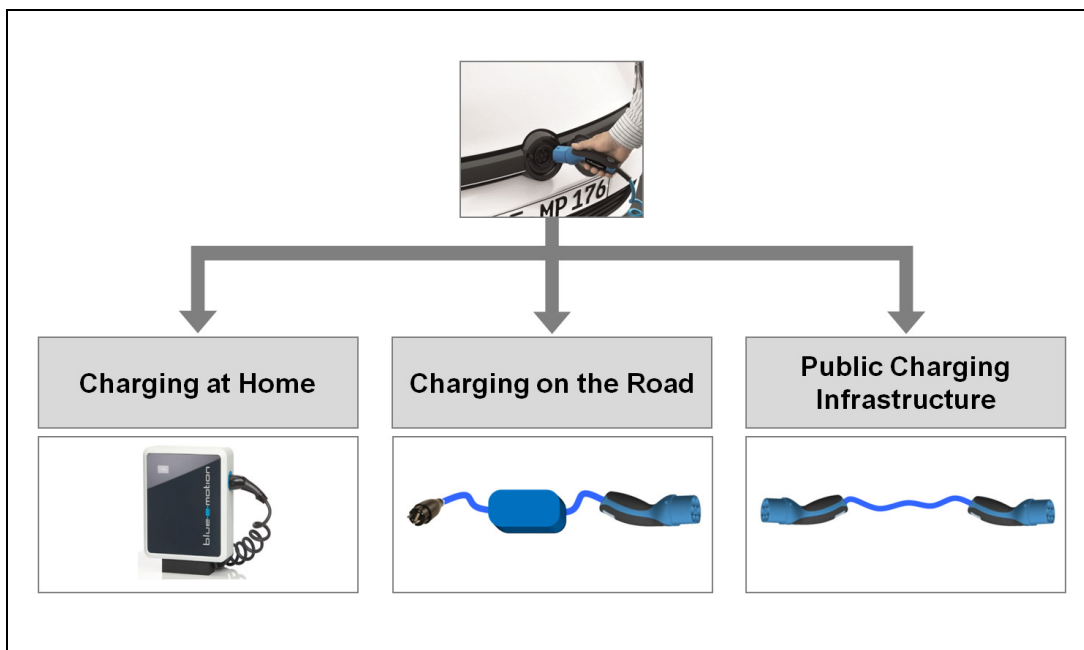 MP 176
Charging at Home
Charging on the Road
Public Charging
Infrastructure
blue-e-motion